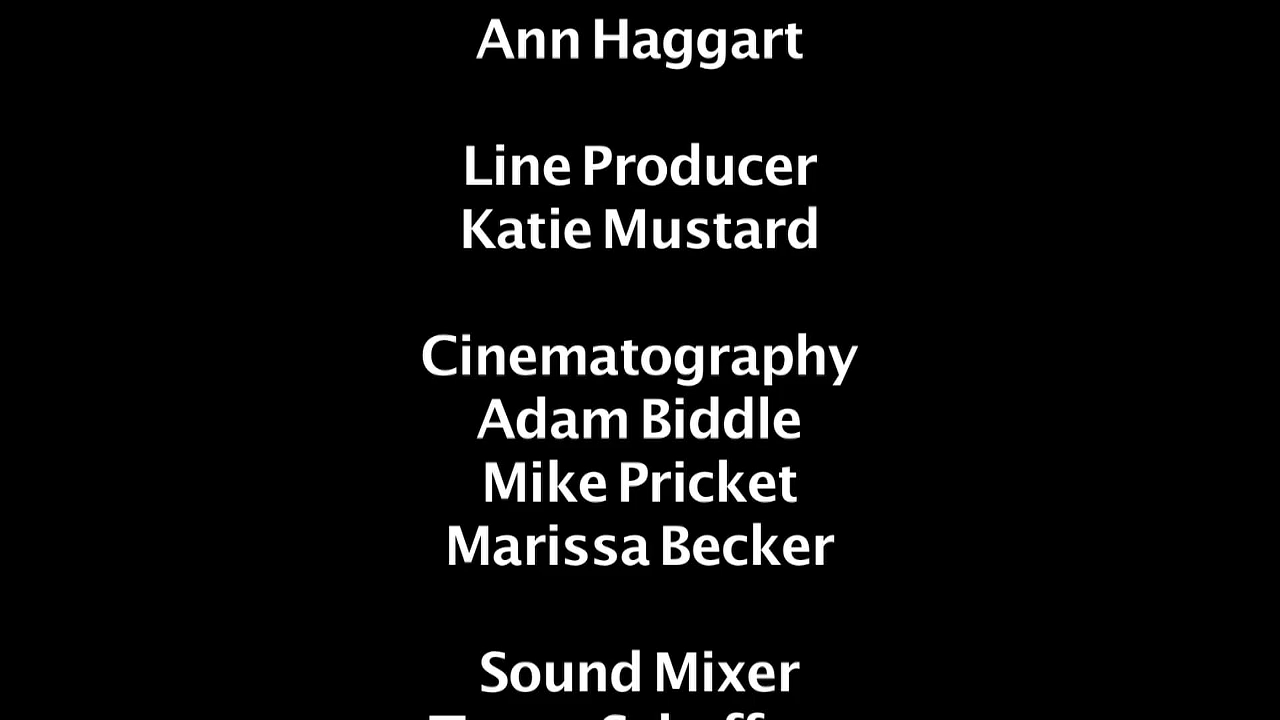 Ann Haggart
Line Producer
Katie Mustard
Cinematography
Adam Biddle
Mike Pricket
Marissa Becker
Sound Mixer